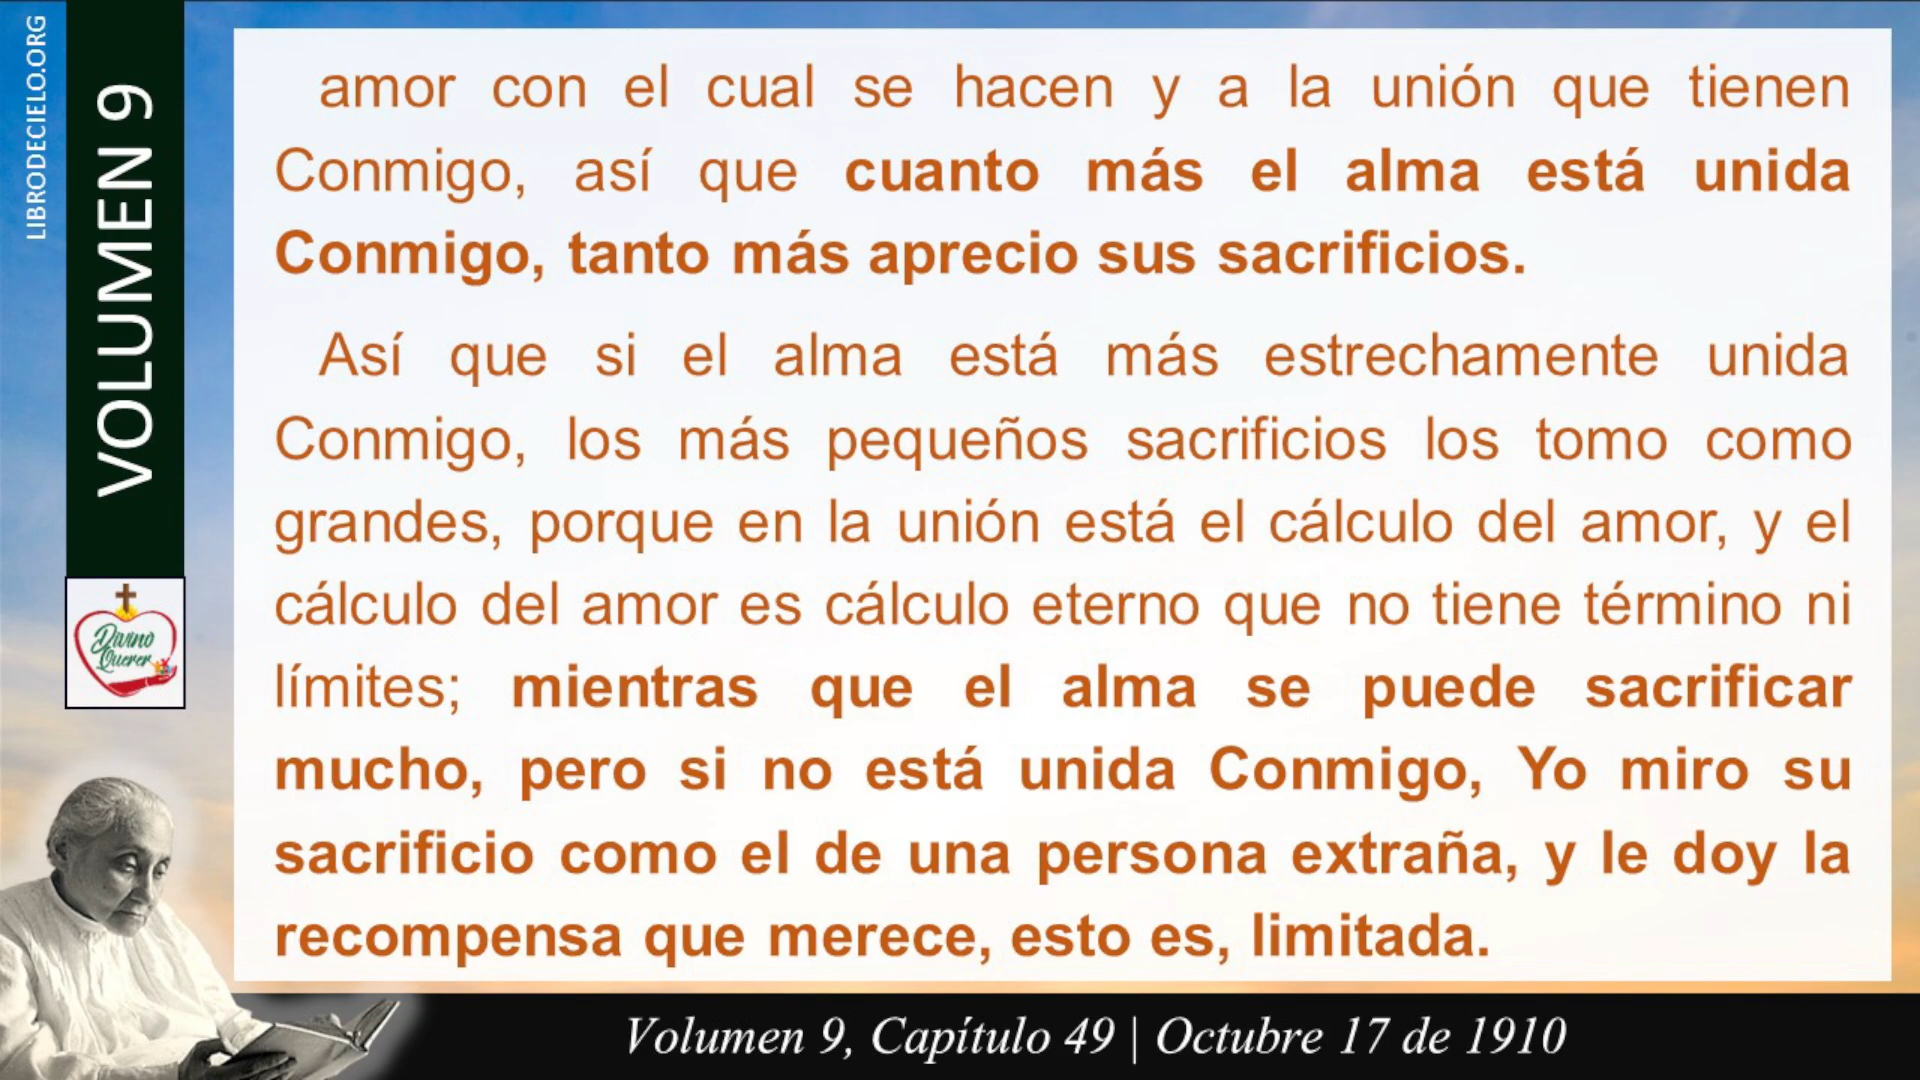 LIBRODECIELO.ORG
VOLUMEN 9
Divino
Querer
amor con el cual se hacen y a la unión que tienen
Conmigo, así que cuanto más el alma está unida
Conmigo, tanto más aprecio sus sacrificios.
Así que si el alma está más estrechamente unida
Conmigo, los más pequeños sacrificios los tomo como
grandes, porque en la unión está el cálculo del amor, y el
cálculo del amor es cálculo eterno que no tiene término ni
límites; mientras que el alma se puede sacrificar
mucho, pero si no está unida Conmigo, Yo miro su
sacrificio como el de una persona extraña, y le doy la
recompensa que merece, esto es, limitada.
Volumen 9, Capítulo 49 | Octubre 17 de 1910